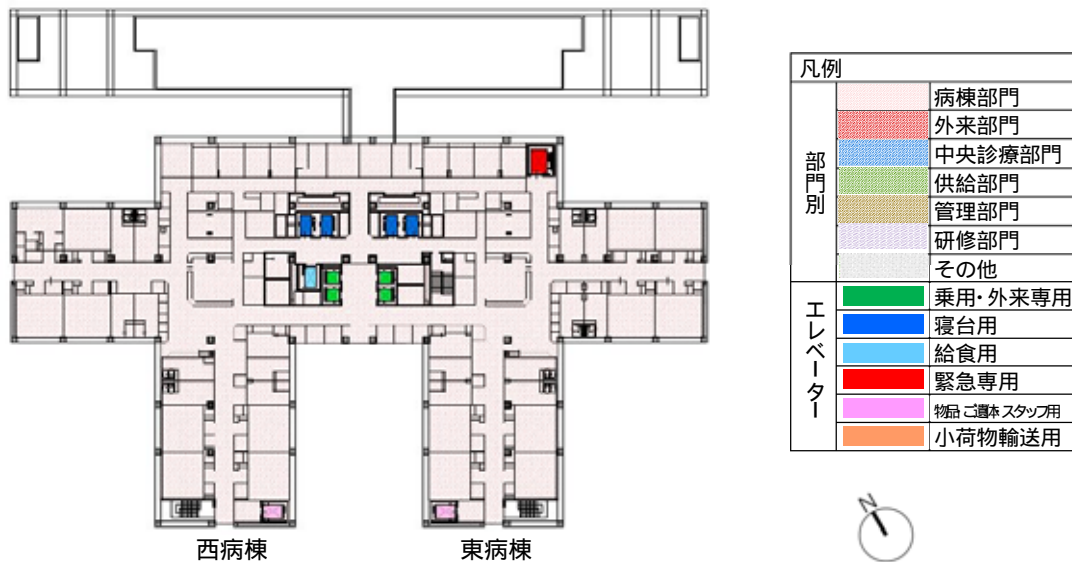 凡例
部門別
病棟部門
外来部門
中央診療部門
供給部門
管理部門
研修部門
その他
エレベーター
乗用・外来専用
寝台用
給食用
緊急専用
物品 ご遺体 スタッフ用
小荷物輸送用
N
西病棟
東病棟